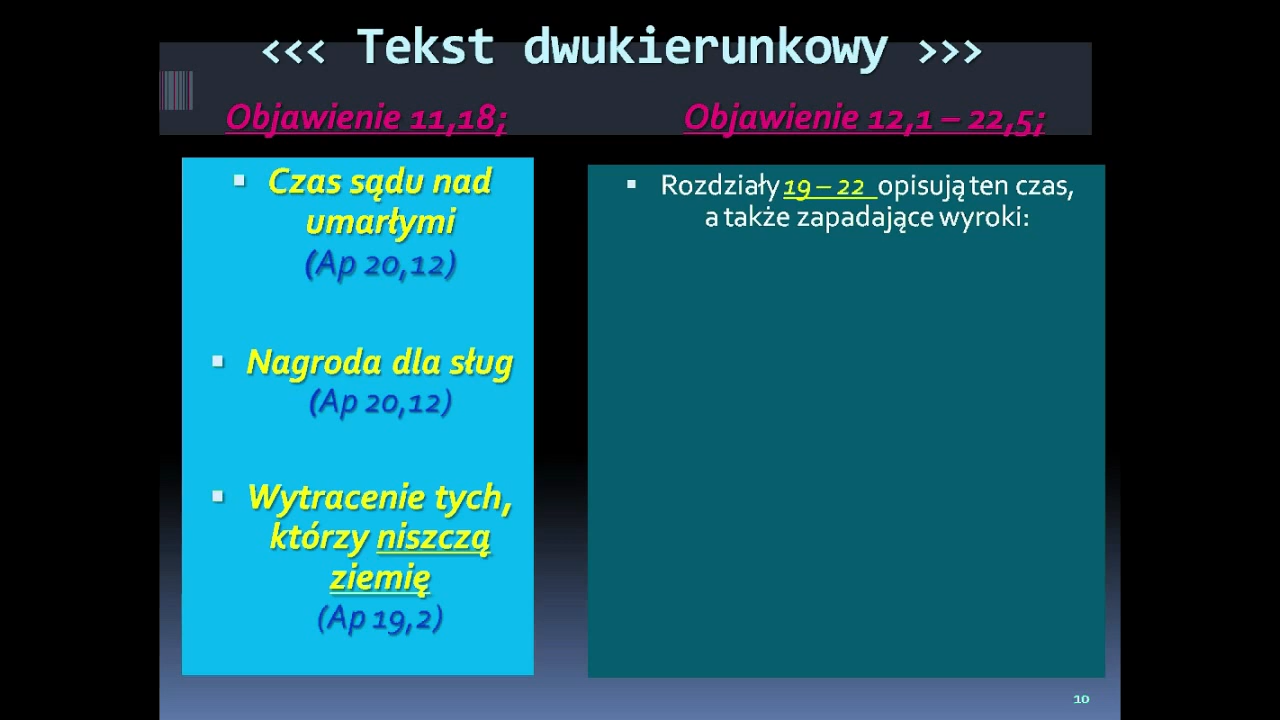 <<< Tekst dwukierunkowy >>>
Objawienie 11,18;
Czas sądu nad
umarłymi
(Ap 20,12)
Nagroda dla sług
(Ap 20,12)
Wytracenie tych,
którzy niszczą
ziemię
(Ap 19,2)
Objawienie 12,1 – 22,5;
Rozdziały 19 – 22 opisują ten czas,
a także zapadające wyroki:
10